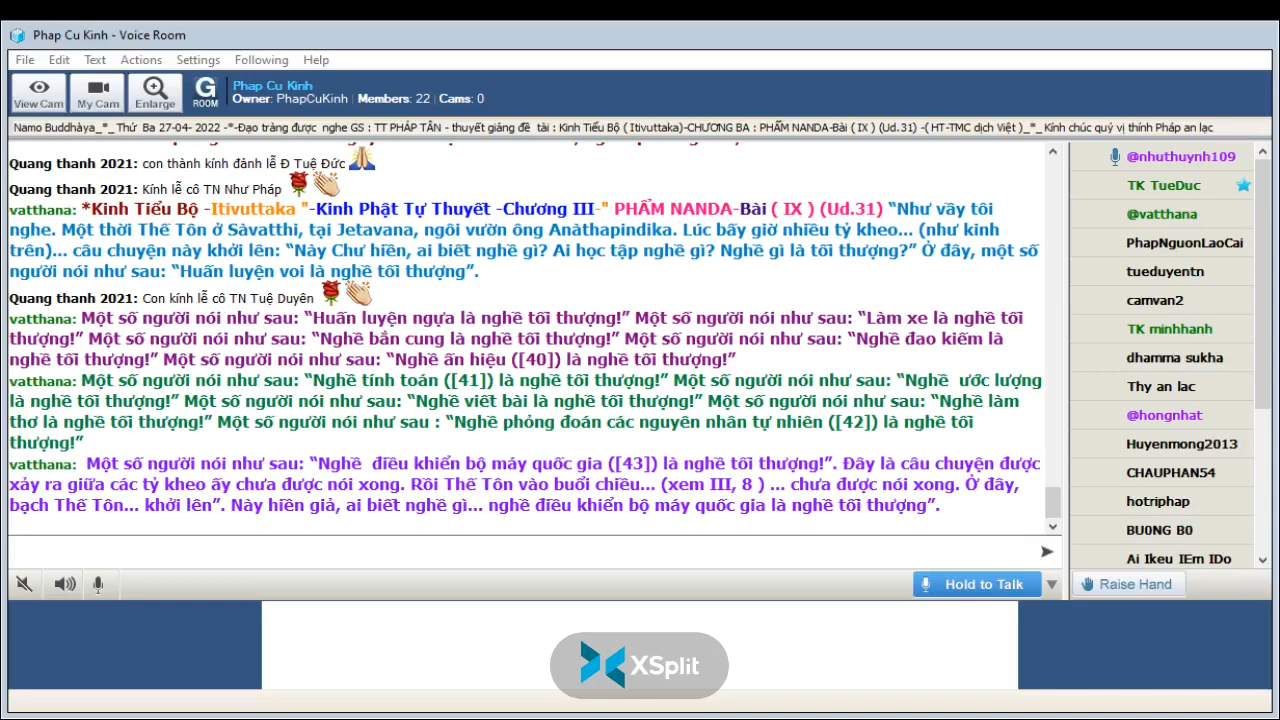 Phap Cu Kinh - Voice Room
File Edit Text Actions Settings Following Help
View Cam My Cam Enlarge G ROOM
Phap Cu Kinh
Owner: PhapCuKinh | Members: 22 | Cams: 0
Namo Buddhàya_*_ Thứ Ba 27-04- 2022 -*-Đạo tràng được nghe GS : TT PHÁP TÂN - thuyết giảng đề tài : Kinh Tiểu Bộ ( Itivuttaka)-CHƯƠNG BA : PHẨM NANDA-Bài ( IX ) (Ud.31) -( HT-TMC dịch Việt )_*_ Kính chúc quý vị thính Pháp an lạc
Quang thanh 2021: con thành kính đảnh lễ Đ Tuệ Đức
Quang thanh 2021: Kính lễ cô TN Như Pháp
vatthana: *Kinh Tiểu Bộ -Itivuttaka "-Kinh Phật Tự Thuyết -Chương III-" PHẨM NANDA-Bài ( IX ) (Ud.31) “Như vầy tôi
nghe. Một thời Thế Tôn ở Sàvatthi, tại Jetavana, ngôi vườn ông Anàthapindika. Lúc bấy giờ nhiều tỷ kheo... (như kinh
trên)... câu chuyện này khởi lên: “Này Chư hiền, ai biết nghề gì? Ai học tập nghề gì? Nghề gì là tối thượng?” Ở đây, một số
người nói như sau: “Huấn luyện voi là nghề tối thượng”.
Quang thanh 2021: Con kính lễ cô TN Tuệ Duyên
vatthana: Một số người nói như sau: “Huấn luyện ngựa là nghề tối thượng!” Một số người nói như sau: “Làm xe là nghề tối
thượng!” Một số người nói như sau: “Nghề bắn cung là nghề tối thượng!” Một số người nói như sau: “Nghề đao kiếm là
nghề tối thượng!” Một số người nói như sau: “Nghề ấn hiệu ([40]) là nghề tối thượng!”
vatthana: Một số người nói như sau: “Nghề tính toán ([41]) là nghề tối thượng!” Một số người nói như sau: “Nghề ước lượng
là nghề tối thượng!” Một số người nói như sau: “Nghề viết bài là nghề tối thượng!” Một số người nói như sau: “Nghề làm
thơ là nghề tối thượng!” Một số người nói như sau : “Nghề phỏng đoán các nguyên nhân tự nhiên ([42]) là nghề tối
thượng!”
vatthana: Một số người nói như sau: “Nghề điều khiển bộ máy quốc gia ([43]) là nghề tối thượng!”. Đây là câu chuyện được
xảy ra giữa các tỷ kheo ấy chưa được nói xong. Rồi Thế Tôn vào buổi chiều... (xem III, 8 ) ... chưa được nói xong. Ở đây,
bạch Thế Tôn... khởi lên”. Này hiền giả, ai biết nghề gì... nghề điều khiển bộ máy quốc gia là nghề tối thượng”.
@nhuthuynh109
TK TueDuc
@vatthana
PhapNguonLaoCai
tueduyentn
camvan2
TK minhhanh
dhamma sukha
Thy an lac
@hongnhat
Huyenmong2013
CHAUPHAN54
hotriphap
BU0NG B0
Ai Ikeu IEm IDo
Hold to Talk
Raise Hand
XSplit